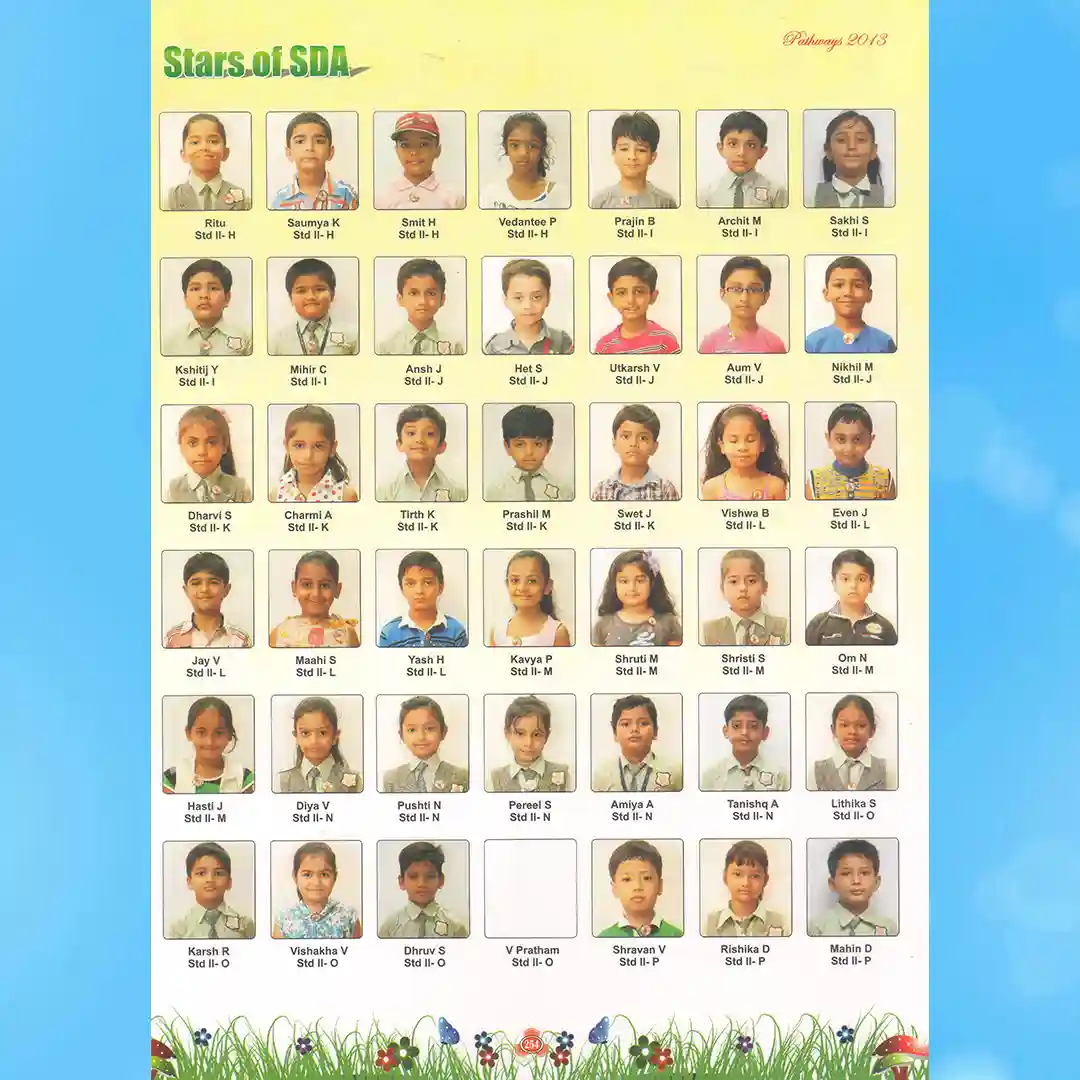 Pathways 2013
Stars of SDA
Ritu Saumya K Smit H Vedantee P Prajin B Archit M Sakhi S
Std II- H Std II- H Std II- H Std II- H Std II- I Std II- I Std II- I
Kshitij Y Mihir C Ansh J Het S Utkarsh V Aum V Nikhil M
Std II- I Std II- I Std II- J Std II- J Std II- J Std II- J Std II- J
Dharvi S Charmi A Tirth K Prashil M Swet J Vishwa B Even J
Std II- K Std II- K Std II- K Std II- K Std II- K Std II- L Std II- L
Jay V Maahi S Yash H Kavya P Shruti M Shristi S Om N
Std II- L Std II- L Std II- L Std II- M Std II- M Std II- M Std II- M
Hasti J Diya V Pushti N Pereel S Amiya A Tanishq A Lithika S
Std II- M Std II- N Std II- N Std II- N Std II- N Std II- N Std II- O
Karsh R Vishakha V Dhruv S V Pratham Shravan V Rishika D Mahin D
Std II- O Std II- O Std II- O Std II- O Std II- P Std II- P Std II- P
254